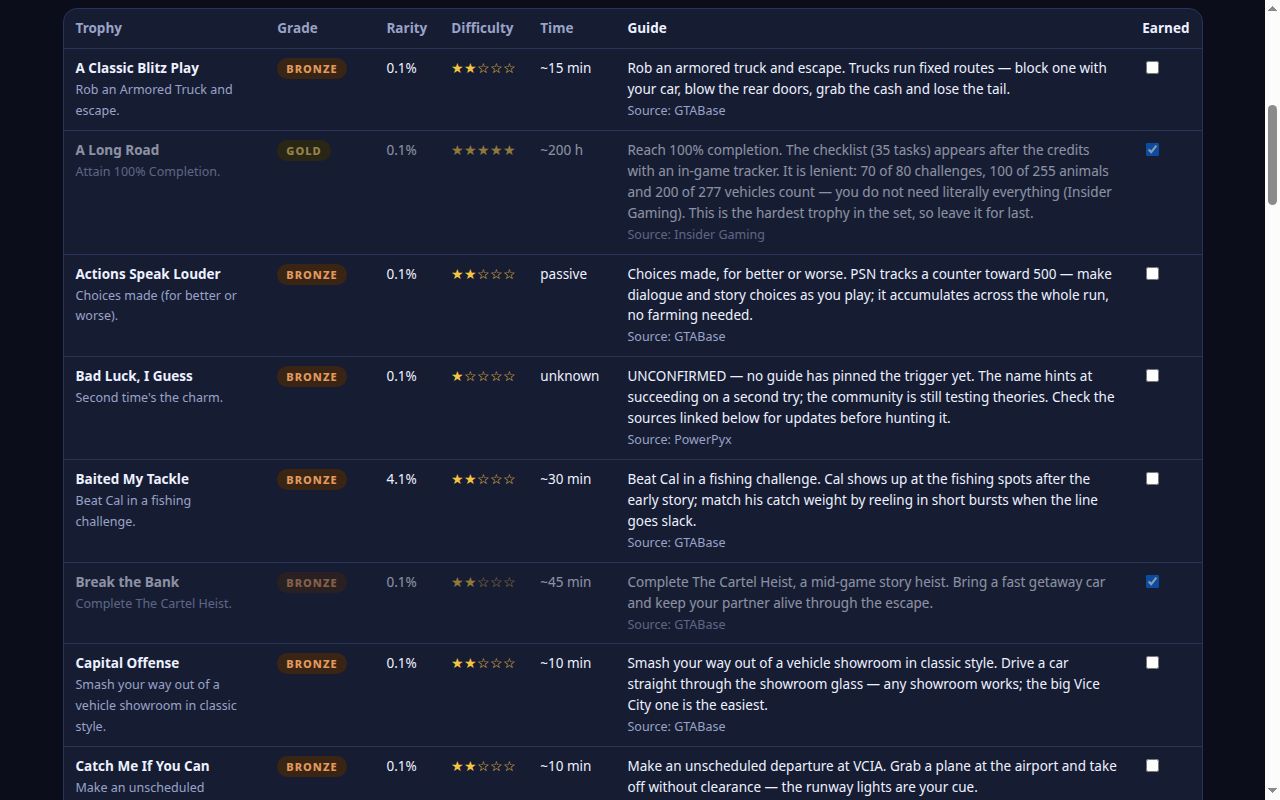 Trophy Grade Rarity Difficulty Time Guide Earned
A Classic Blitz Play BRONZE 0.1% ★★☆☆☆ ~15 min Rob an armored truck and escape. Trucks run fixed routes — block one with
Rob an Armored Truck and your car, blow the rear doors, grab the cash and lose the tail.
escape. Source: GTABase
A Long Road GOLD 0.1% ★★★★★ ~200 h Reach 100% completion. The checklist (35 tasks) appears after the credits
Attain 100% Completion. with an in-game tracker. It is lenient: 70 of 80 challenges, 100 of 255 animals
and 200 of 277 vehicles count — you do not need literally everything (Insider
Gaming). This is the hardest trophy in the set, so leave it for last.
Source: Insider Gaming
Actions Speak Louder BRONZE 0.1% ★★☆☆☆ passive Choices made, for better or worse. PSN tracks a counter toward 500 — make
Choices made (for better or dialogue and story choices as you play; it accumulates across the whole run,
worse). no farming needed.
Source: GTABase
Bad Luck, I Guess BRONZE 0.1% ★☆☆☆☆ unknown UNCONFIRMED — no guide has pinned the trigger yet. The name hints at
Second time's the charm. succeeding on a second try; the community is still testing theories. Check the
sources linked below for updates before hunting it.
Source: PowerPyx
Baited My Tackle BRONZE 4.1% ★★☆☆☆ ~30 min Beat Cal in a fishing challenge. Cal shows up at the fishing spots after the
Beat Cal in a fishing early story; match his catch weight by reeling in short bursts when the line
challenge. goes slack.
Source: GTABase
Break the Bank BRONZE 0.1% ★★☆☆☆ ~45 min Complete The Cartel Heist, a mid-game story heist. Bring a fast getaway car
Complete The Cartel Heist. and keep your partner alive through the escape.
Source: GTABase
Capital Offense BRONZE 0.1% ★★☆☆☆ ~10 min Smash your way out of a vehicle showroom in classic style. Drive a car
Smash your way out of a straight through the showroom glass — any showroom works; the big Vice
vehicle showroom in classic City one is the easiest.
style. Source: GTABase
Catch Me If You Can BRONZE 0.1% ★★☆☆☆ ~10 min Make an unscheduled departure at VCIA. Grab a plane at the airport and take
Make an unscheduled off without clearance — the runway lights are your cue.